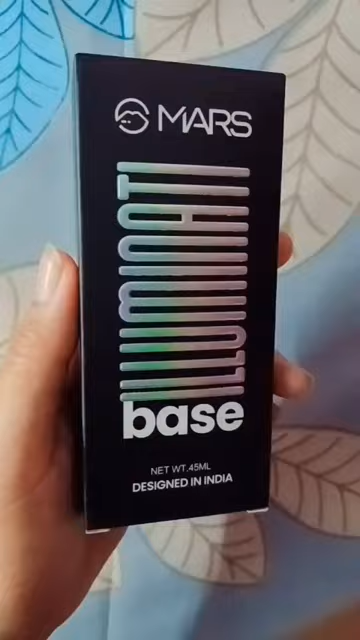 MARS
ILLUMINATI
base
NET WT.45ML
DESIGNED IN INDIA